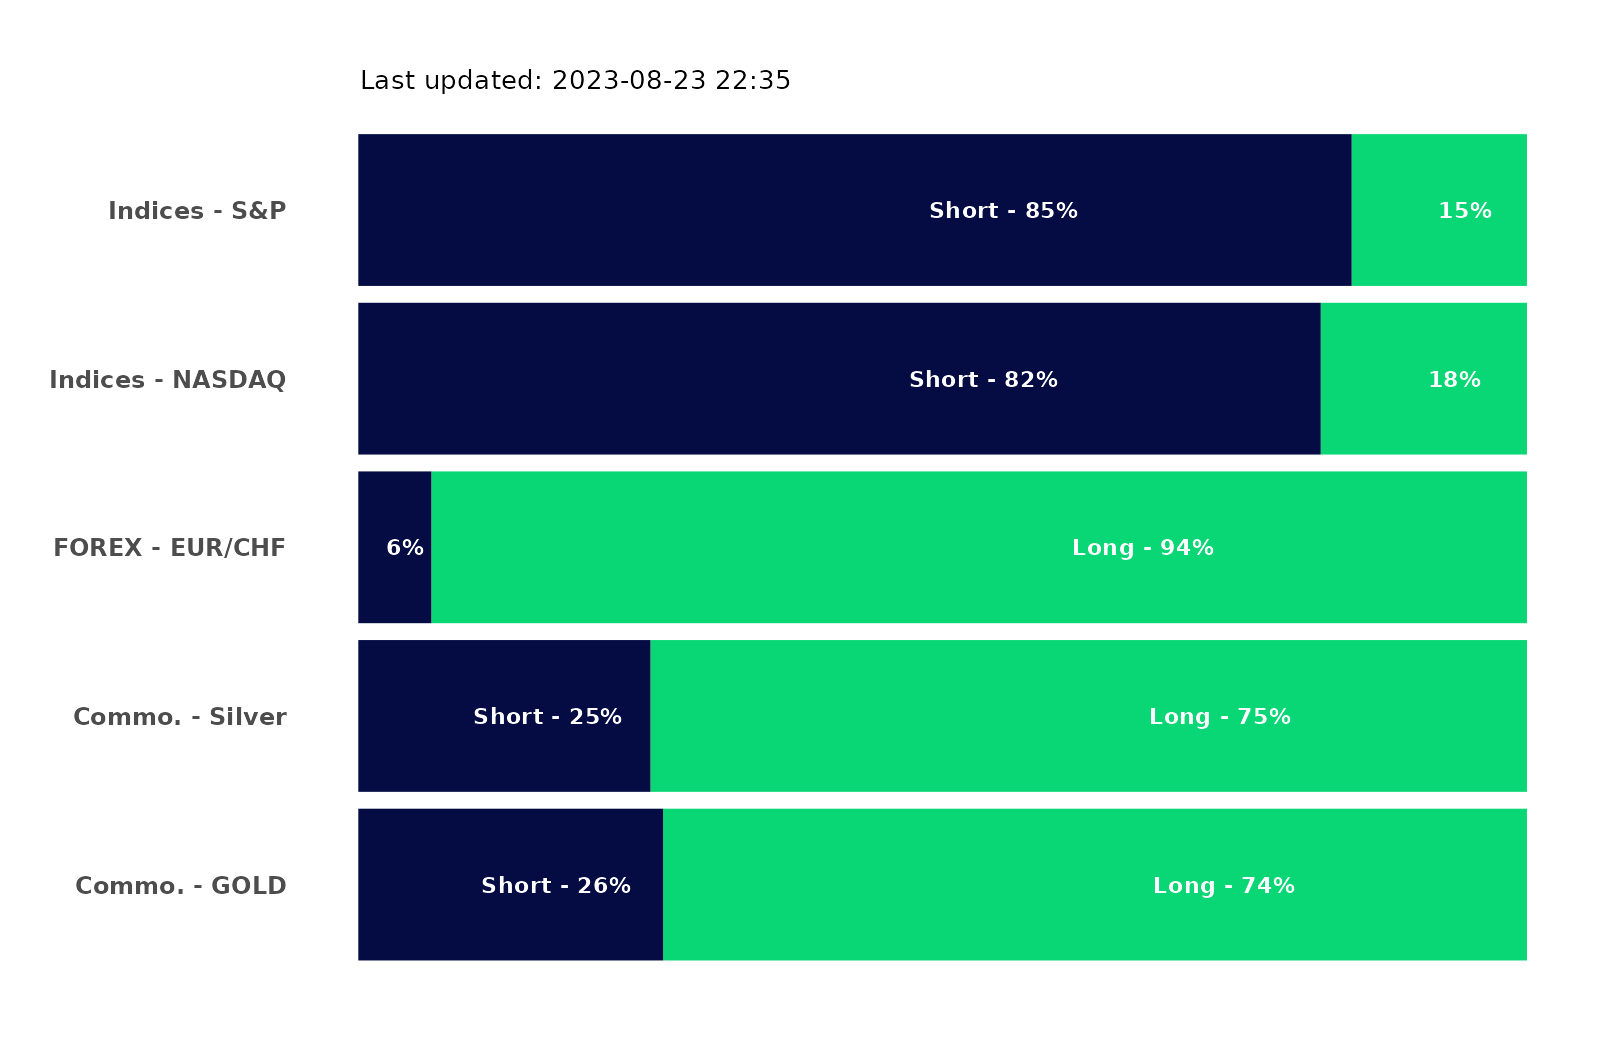 Last updated: 2023-08-23 22:35
Indices - S&P Short - 85% 15%
Indices - NASDAQ Short - 82% 18%
FOREX - EUR/CHF 6% Long - 94%
Commo. - Silver Short - 25% Long - 75%
Commo. - GOLD Short - 26% Long - 74%